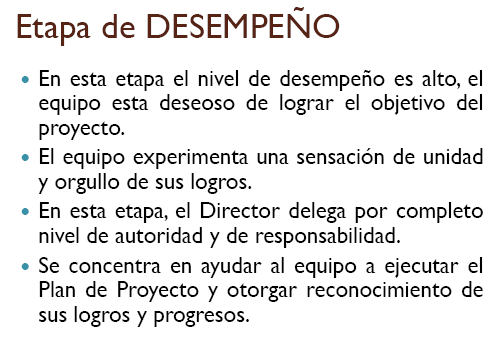 Etapa de DESEMPEÑO
• En esta etapa el nivel de desempeño es alto, el
equipo esta deseoso de lograr el objetivo del
proyecto.
• El equipo experimenta una sensación de unidad
y orgullo de sus logros.
• En esta etapa, el Director delega por completo
nivel de autoridad y de responsabilidad.
• Se concentra en ayudar al equipo a ejecutar el
Plan de Proyecto y otorgar reconocimiento de
sus logros y progresos.